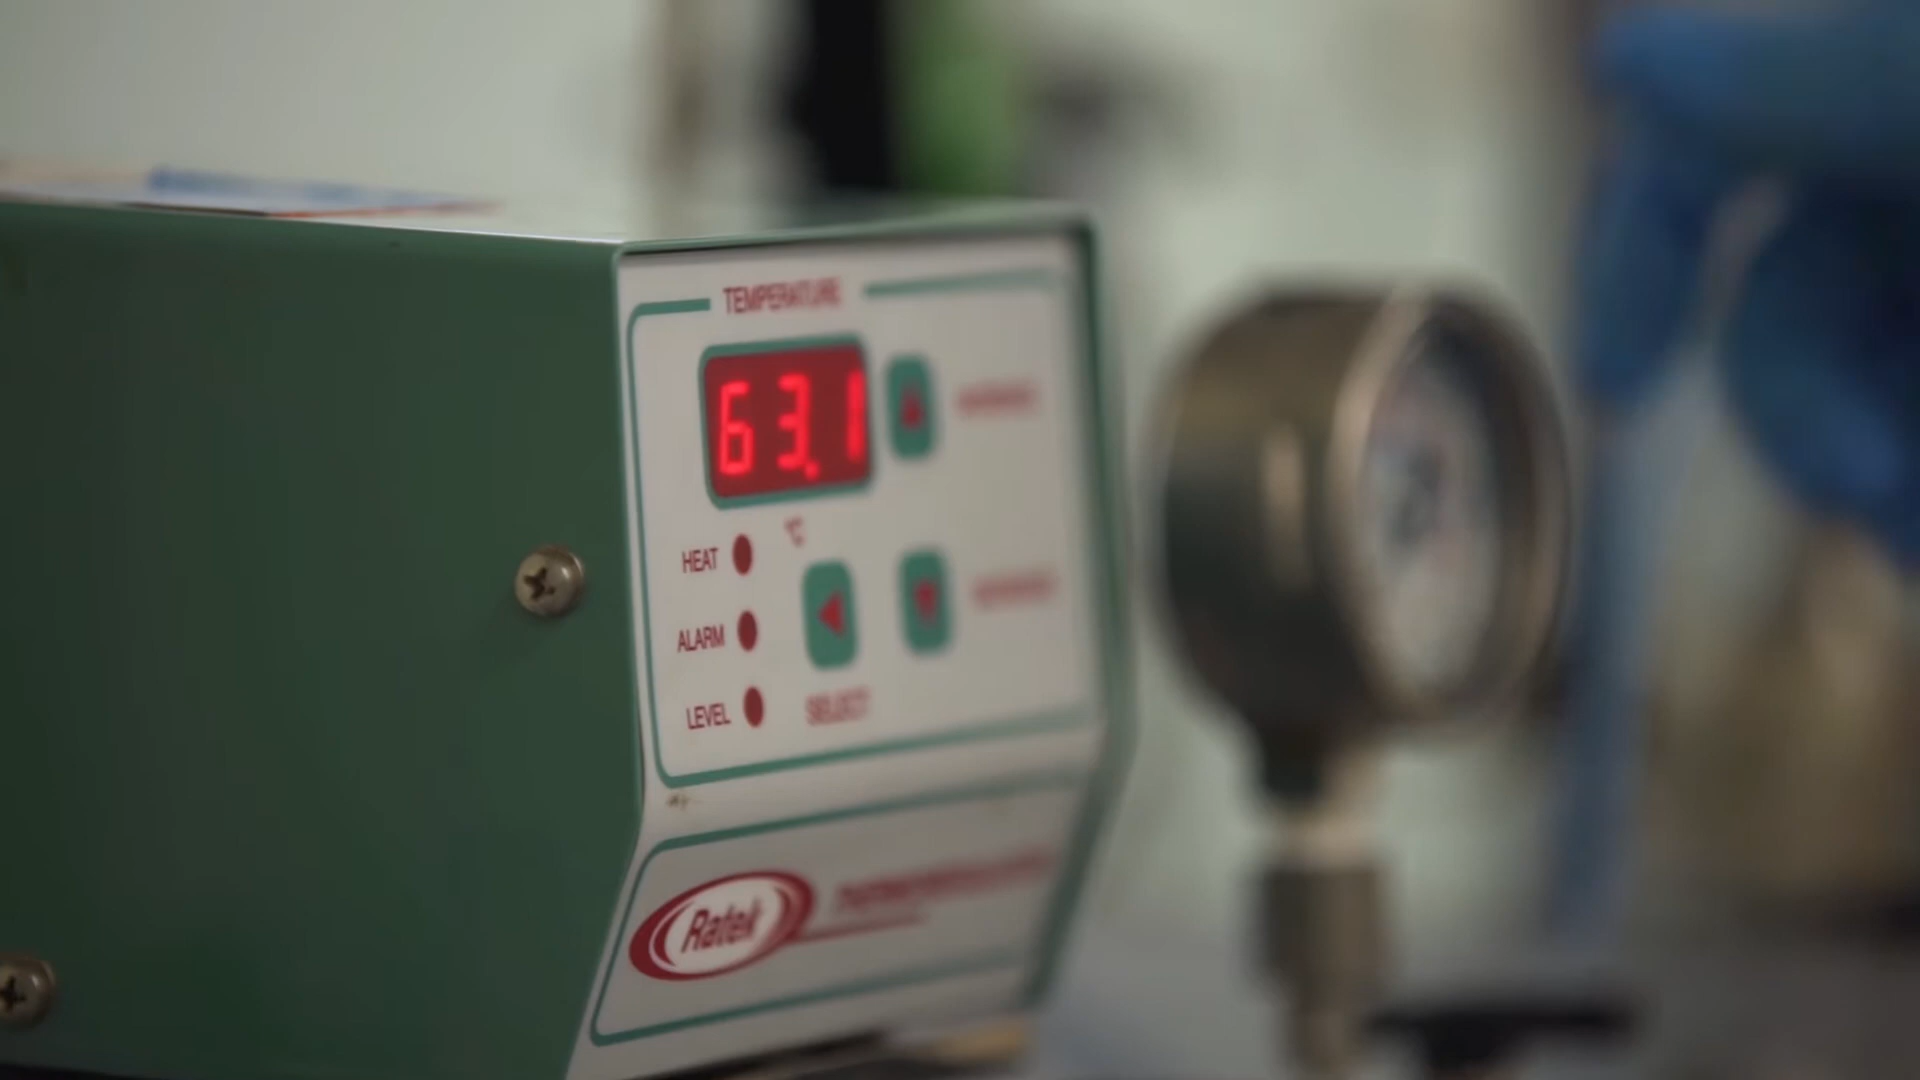 TEMPERATURE
63.1
°C
HEAT
ALARM
LEVEL
SELECT
Ratek